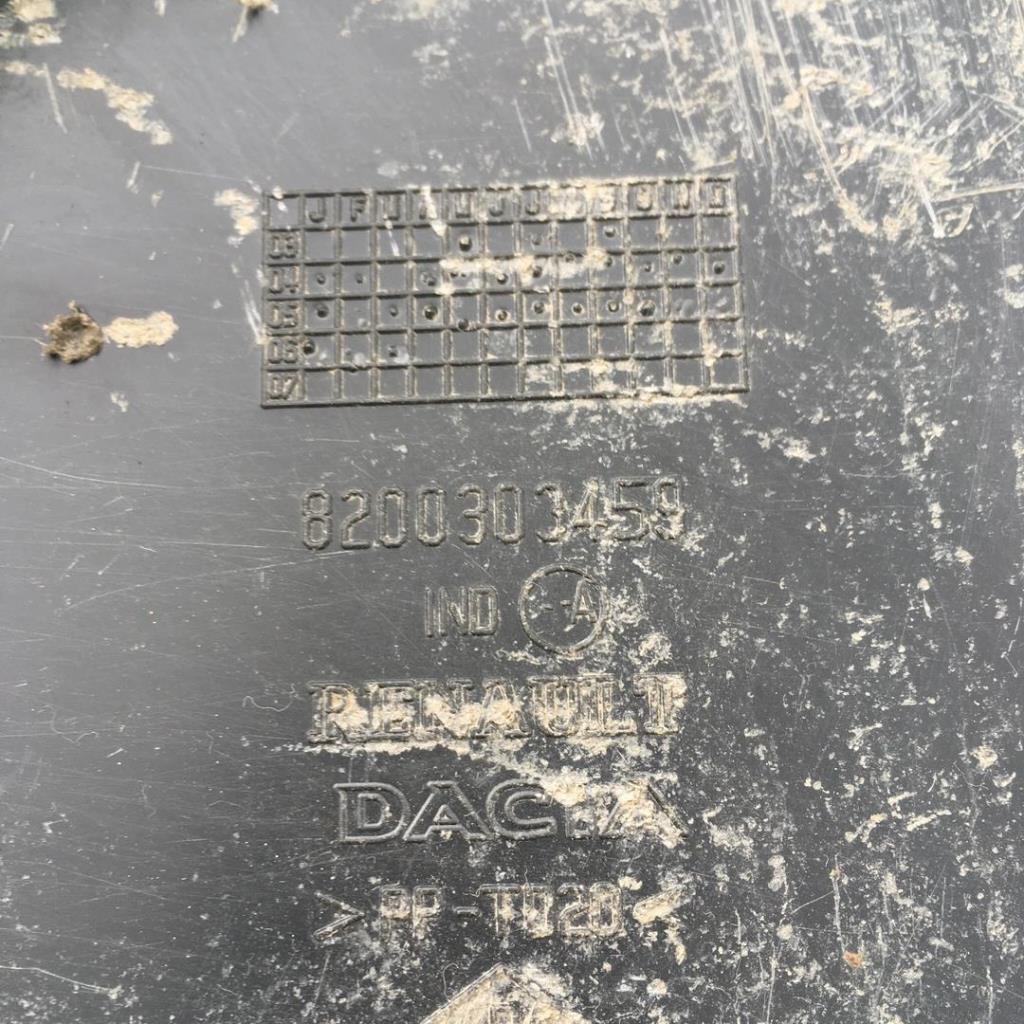 J F M A M J J A S O N D
03
04
05
06
07
8200303459
IND A
RENAULT
DACIA
>PP-TD20<